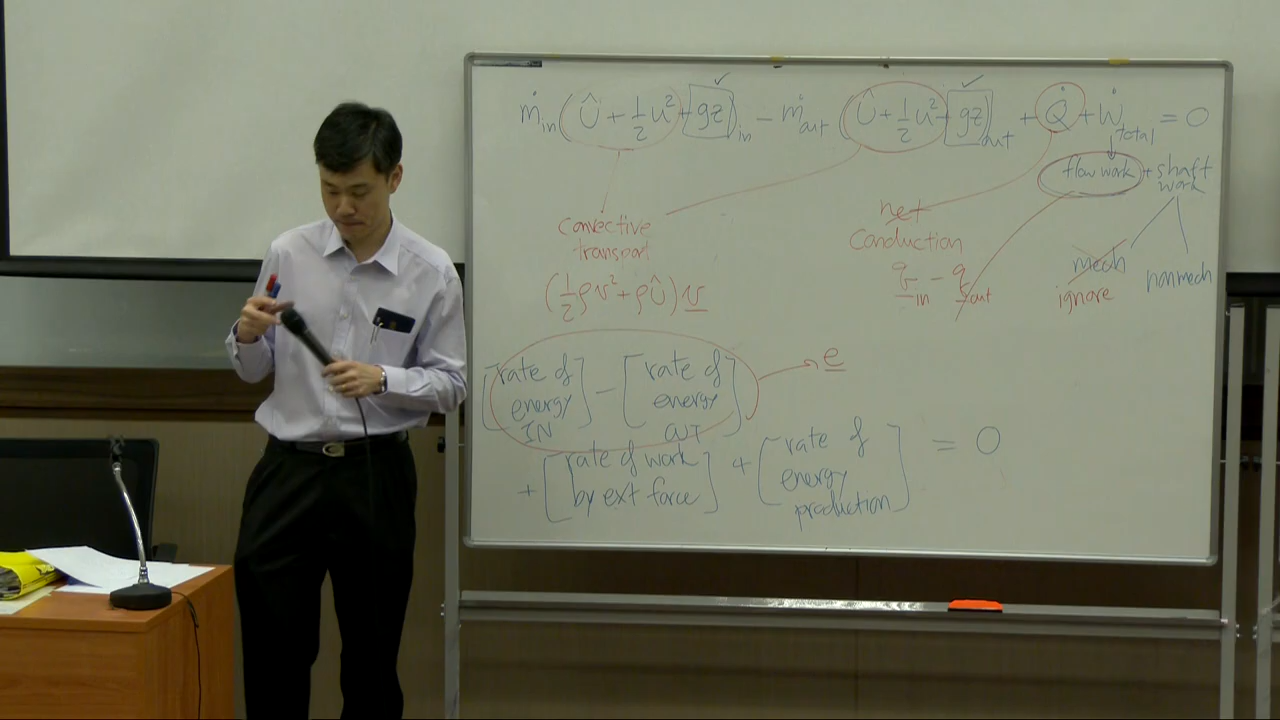 ṁin(Û+½u²+gz)in − ṁout(Û+½u²+gz)out + Q̇ + Ẇtotal = 0
✓ ✓
flow work + shaft work
convective transport
net
Conduction
q in − q out
mech
ignore
nonmech
(½ρv²+ρÛ)v
[rate of energy IN] − [rate of energy OUT]
e
+ [rate of work by ext force] + [rate of energy production] = 0